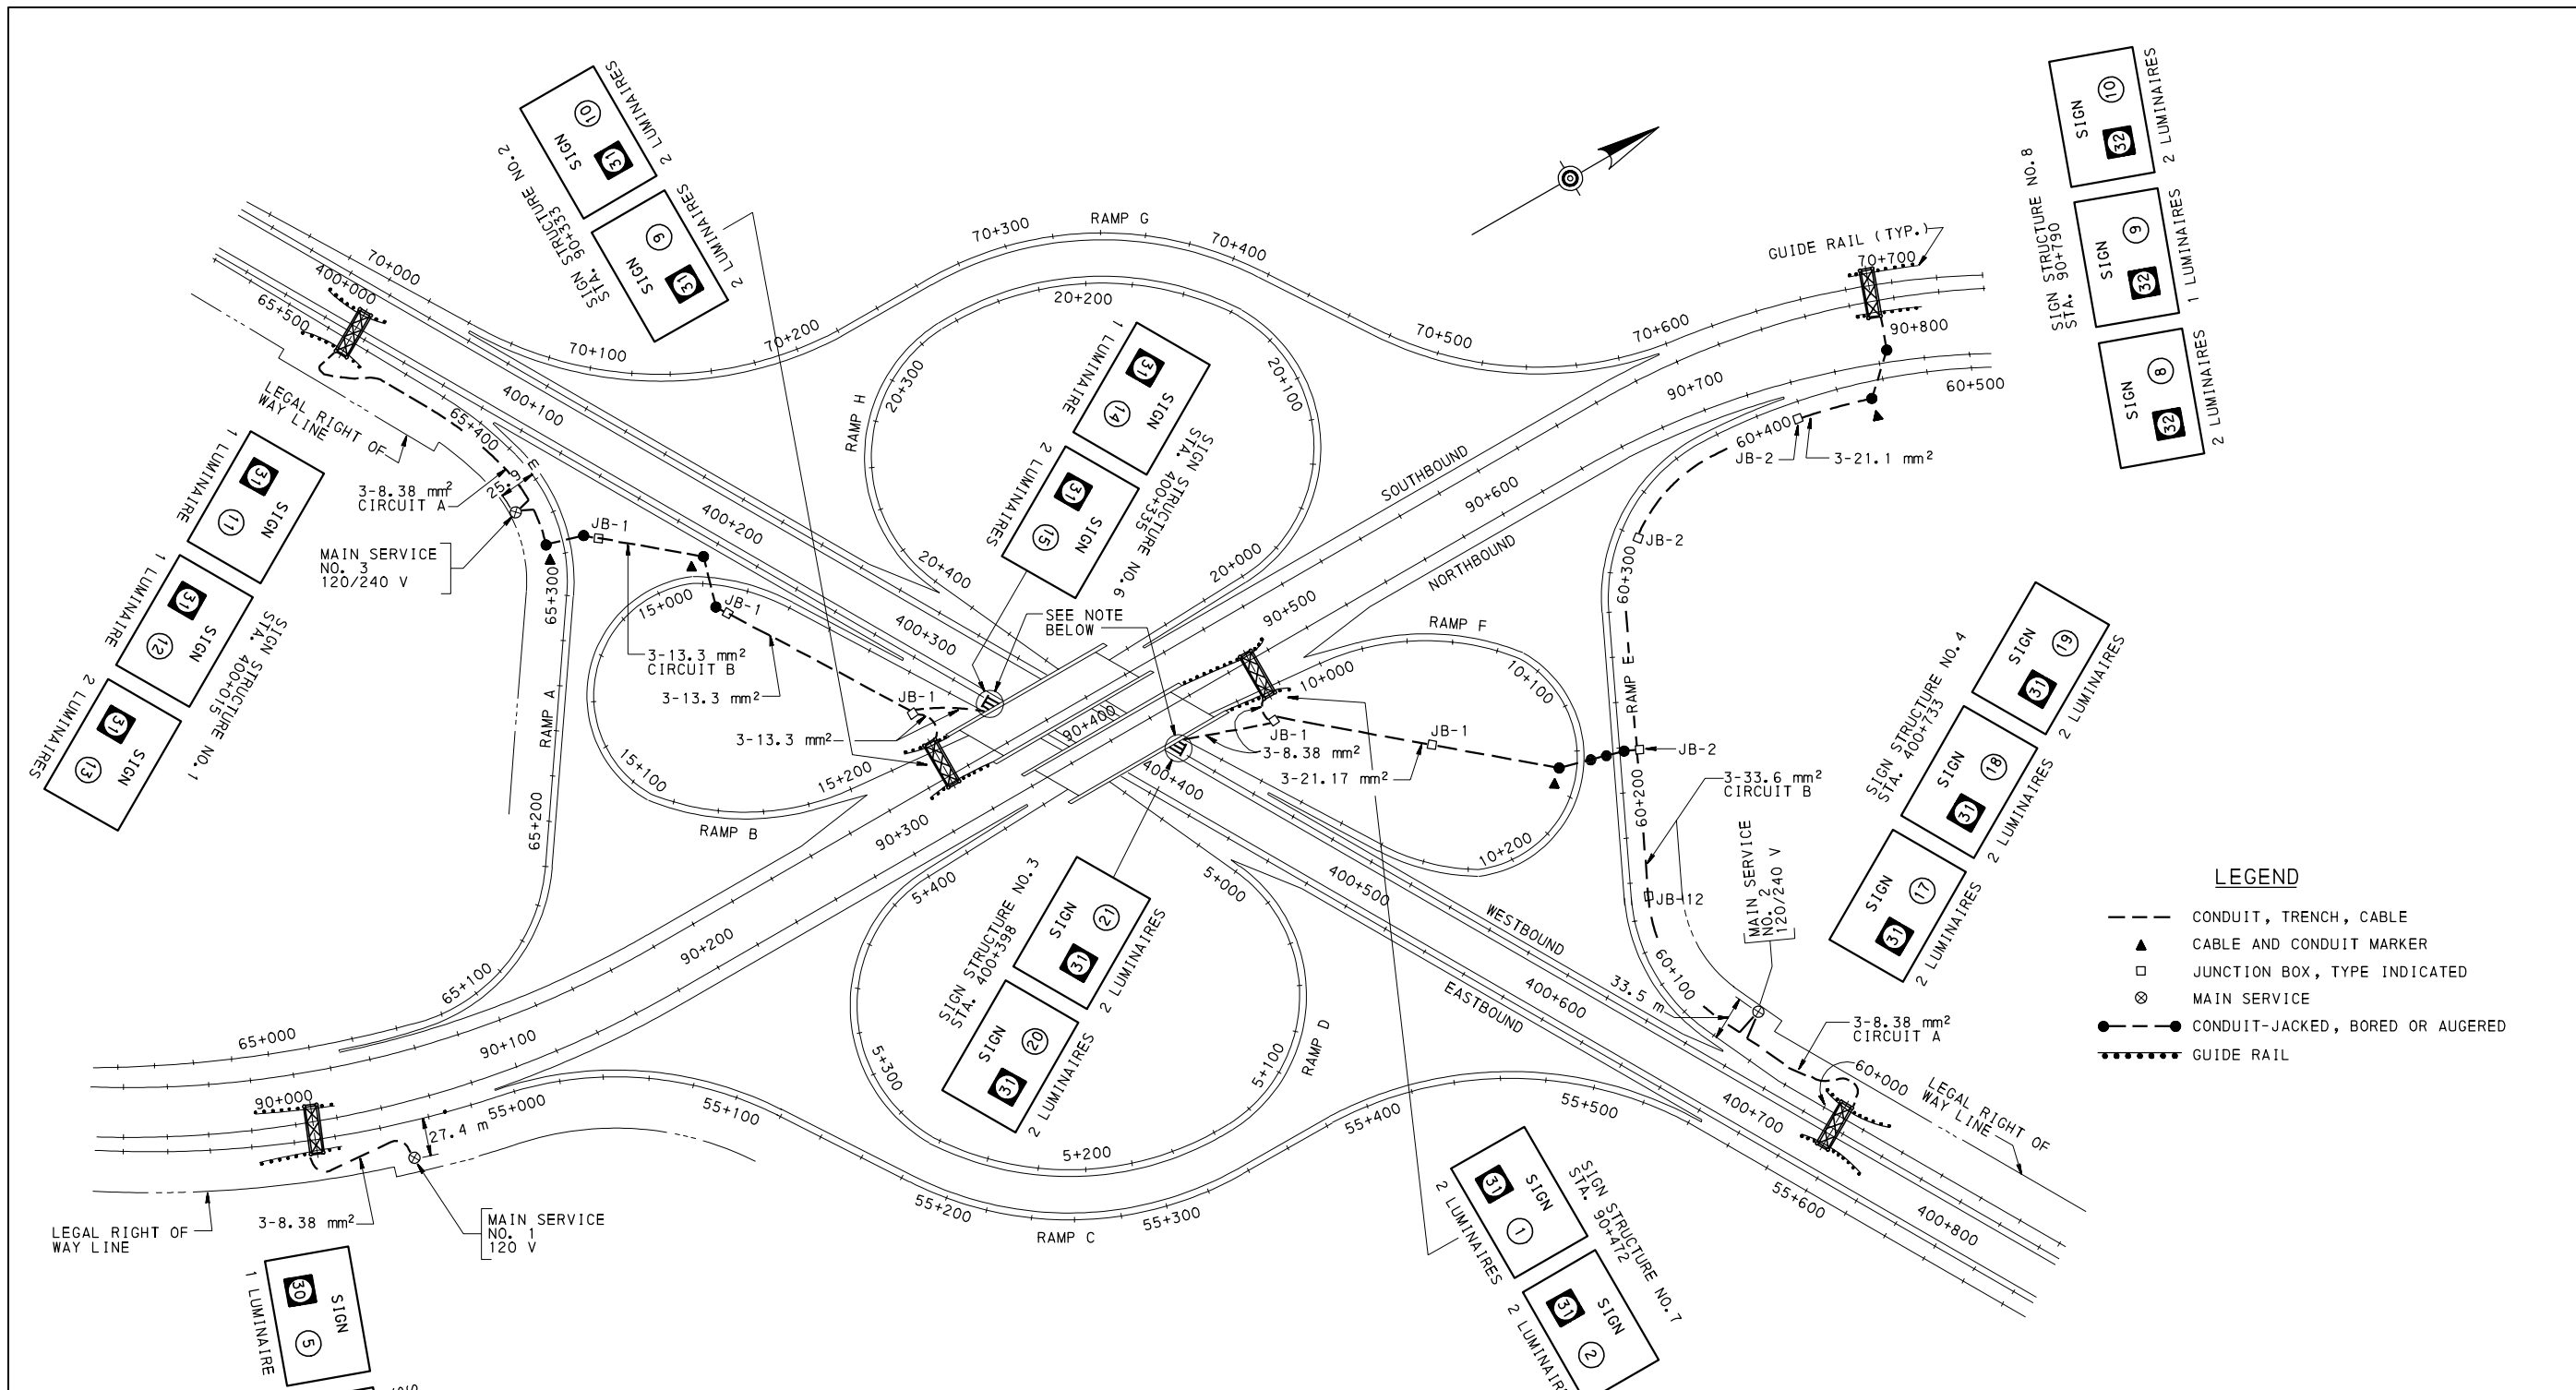 10
SIGN
31
2 LUMINAIRES
9
SIGN
31
2 LUMINAIRES
SIGN STRUCTURE NO.2
STA. 90+333
RAMP G
70+000
70+100
70+200
70+300
70+400
70+500
70+600
70+700
GUIDE RAIL (TYP.)
SIGN
10
32
2 LUMINAIRES
SIGN
9
32
1 LUMINAIRES
SIGN
8
32
2 LUMINAIRES
SIGN STRUCTURE NO.8
STA. 90+790
400+000
65+500
400+100
65+400
LEGAL RIGHT OF
WAY LINE
3-8.38 mm²
CIRCUIT A
25.9
MAIN SERVICE
NO. 3
120/240 V
31
SIGN
11
1 LUMINAIRE
31
SIGN
12
1 LUMINAIRE
31
SIGN
13
2 LUMINAIRES
SIGN STRUCTURE NO.1
STA. 400+015
RAMP H
20+000
20+100
20+200
20+300
20+400
31
SIGN
14
1 LUMINAIRE
31
SIGN
15
2 LUMINAIRES
SIGN STRUCTURE NO.6
STA. 400+335
400+200
400+300
JB-1
JB-1
JB-1
3-13.3 mm²
CIRCUIT B
3-13.3 mm²
3-13.3 mm²
15+000
15+100
15+200
RAMP B
65+300
RAMP A
65+200
65+100
65+000
SEE NOTE
BELOW
SOUTHBOUND
NORTHBOUND
90+800
90+700
90+600
90+500
90+400
90+300
90+200
90+100
90+000
60+500
60+400
JB-2
3-21.1 mm²
JB-2
60+300
RAMP E
RAMP F
10+000
10+100
10+200
JB-1
3-8.38 mm²
JB-1
3-21.17 mm²
JB-2
60+200
3-33.6 mm²
CIRCUIT B
JB-12
MAIN SERVICE
NO. 2
120/240 V
60+100
33.5 m
3-8.38 mm²
CIRCUIT A
60+000
LEGAL RIGHT OF
WAY LINE
SIGN
19
31
2 LUMINAIRES
SIGN
18
31
2 LUMINAIRES
SIGN
17
31
2 LUMINAIRES
SIGN STRUCTURE NO.4
STA. 400+733
400+400
400+500
400+600
400+700
400+800
WESTBOUND
EASTBOUND
5+000
5+100
5+200
5+300
5+400
RAMP D
SIGN
21
31
2 LUMINAIRES
SIGN
20
31
2 LUMINAIRES
SIGN STRUCTURE NO.3
STA. 400+398
55+000
55+100
55+200
55+300
55+400
55+500
55+600
RAMP C
27.4 m
3-8.38 mm²
MAIN SERVICE
NO. 1
120 V
LEGAL RIGHT OF
WAY LINE
30
SIGN
5
1 LUMINAIRE
31
SIGN
1
2 LUMINAIRES
31
SIGN
2
SIGN STRUCTURE NO.7
STA. 90+472
LEGEND
CONDUIT, TRENCH, CABLE
CABLE AND CONDUIT MARKER
JUNCTION BOX, TYPE INDICATED
MAIN SERVICE
CONDUIT-JACKED, BORED OR AUGERED
GUIDE RAIL